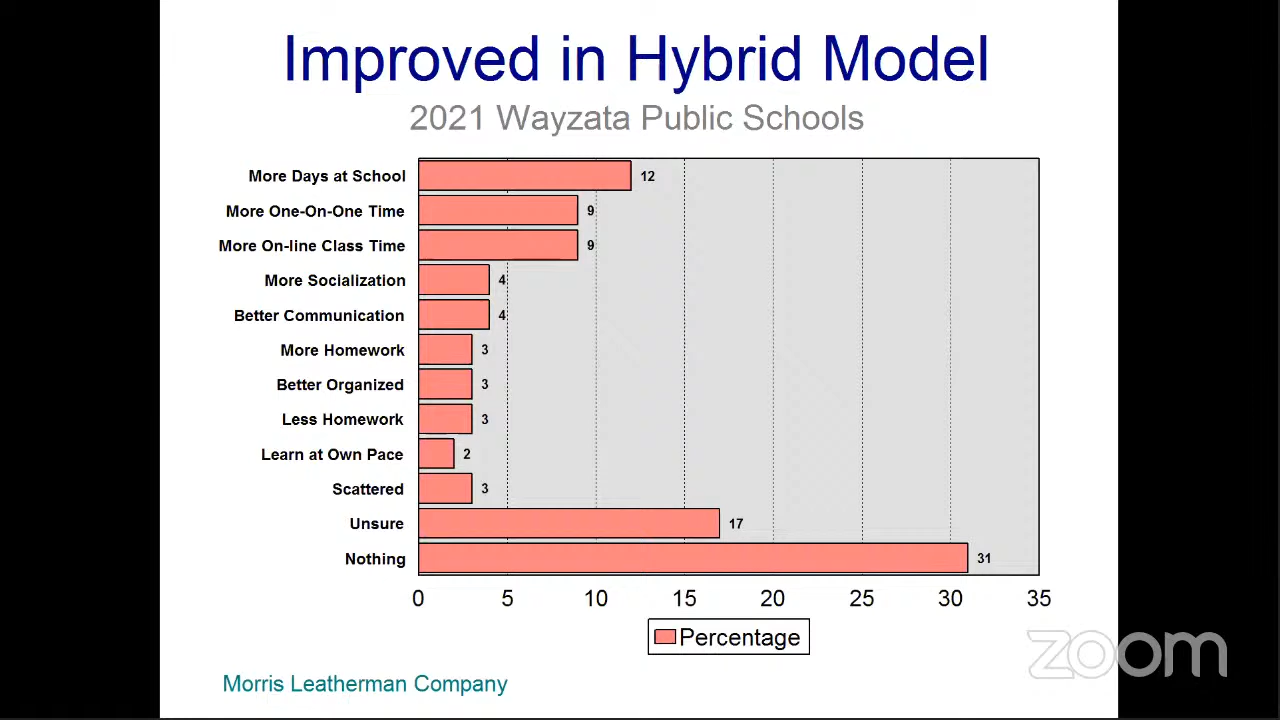 Improved in Hybrid Model
2021 Wayzata Public Schools
More Days at School 12
More One-On-One Time 9
More On-line Class Time 9
More Socialization 4
Better Communication 4
More Homework 3
Better Organized 3
Less Homework 3
Learn at Own Pace 2
Scattered 3
Unsure 17
Nothing 31
0 5 10 15 20 25 30 35
Percentage
zoom
Morris Leatherman Company